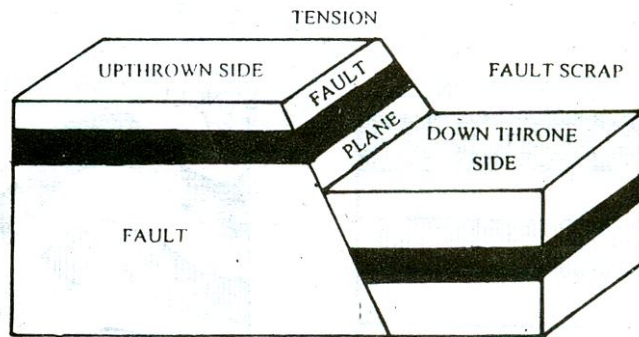 TENSION
UPTHROWN SIDE
FAULT SCRAP
FAULT
PLANE
DOWN THRONE
SIDE
FAULT